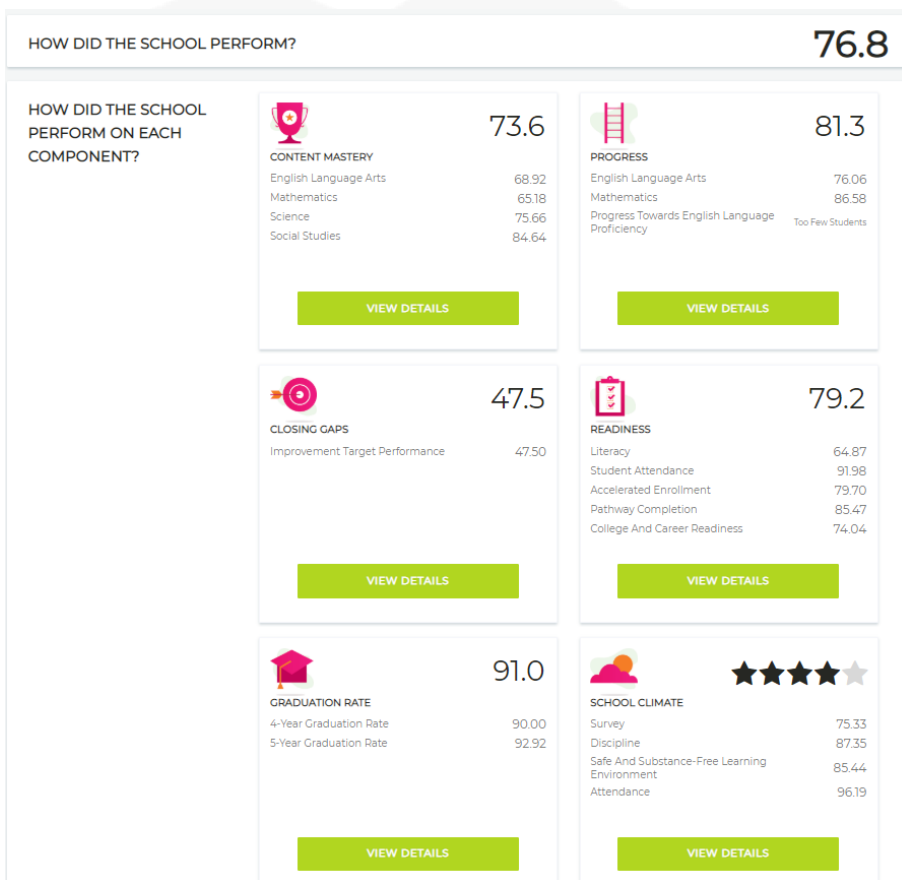 HOW DID THE SCHOOL PERFORM? 76.8
HOW DID THE SCHOOL
PERFORM ON EACH
COMPONENT?
73.6
CONTENT MASTERY
English Language Arts 68.92
Mathematics 65.18
Science 75.66
Social Studies 84.64
VIEW DETAILS
81.3
PROGRESS
English Language Arts 76.06
Mathematics 86.58
Progress Towards English Language
Proficiency
Too Few Students
VIEW DETAILS
47.5
CLOSING GAPS
Improvement Target Performance 47.50
VIEW DETAILS
79.2
READINESS
Literacy 64.87
Student Attendance 91.98
Accelerated Enrollment 79.70
Pathway Completion 85.47
College And Career Readiness 74.04
VIEW DETAILS
91.0
GRADUATION RATE
4-Year Graduation Rate 90.00
5-Year Graduation Rate 92.92
VIEW DETAILS
SCHOOL CLIMATE
Survey 75.33
Discipline 87.35
Safe And Substance-Free Learning
Environment
85.44
Attendance 96.19
VIEW DETAILS